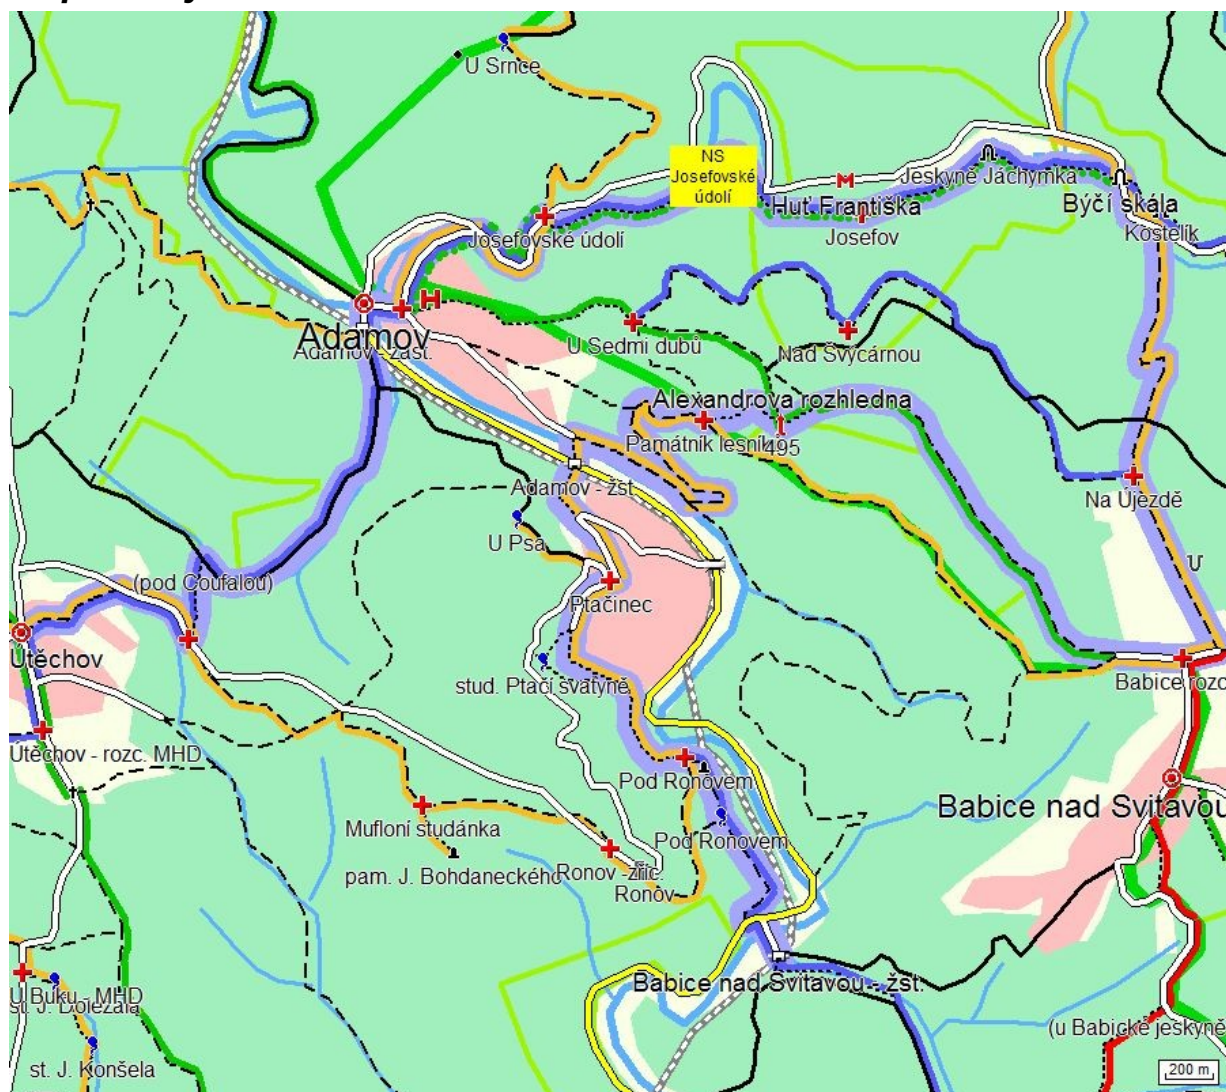 U Srnce
NS
Josefovské
údolí
Jeskyně Jáchymka
Huť Františka
Býčí skála
Josefov
Kostelík
Josefovské údolí
Adamov
Adamov - zast.
U Sedmi dubů
Nad Švýcárnou
Alexandrova rozhledna
Památník lesníků
495
Adamov - žst.
Na Újezdě
U Psa
(pod Coufalou)
Ptačinec
Útěchov
stud. Ptačí svatyně
Babice rozc
Útěchov - rozc. MHD
Pod Ronovem
Babice nad Svitavou
Mufloní studánka
Pod Ronovem
pam. J. Bohdaneckého
Ronov - zříc.
Ronov
Babice nad Svitavou - žst.
U Buku - MHD
st. J. Doležala
(u Babické jeskyně
st. J. Konšela
200 m